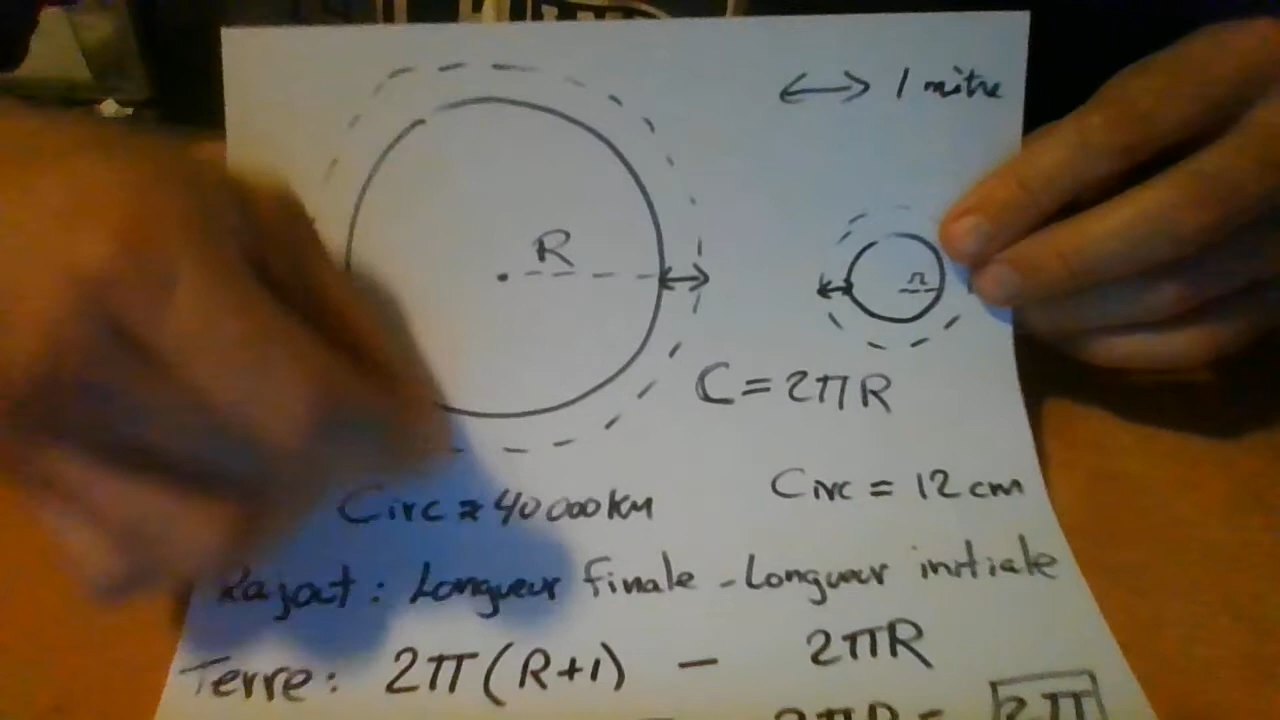 1 mètre
R
r
C = 2πR
Circ ≈ 40 000 km
Circ = 12 cm
Rajout : Longueur finale - Longueur initiale
Terre : 2π(R+1) - 2πR
2πR = 2π